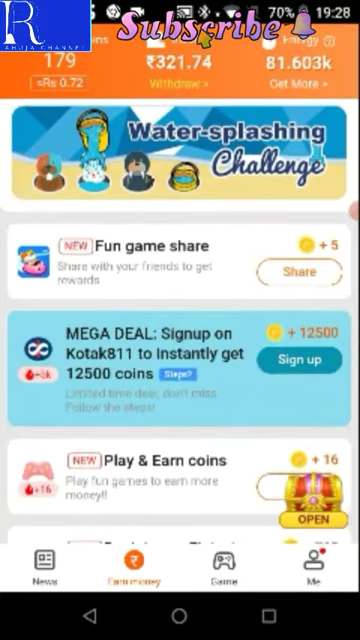 R
AHUJA CHANNEL
Subscribe
70% 19:28
Energy
179
≈Rs 0.72
₹321.74
Withdraw >
81.603k
Get More >
Water-splashing
Challenge
NEW Fun game share
+ 5
Share with your friends to get
rewards
Share
MEGA DEAL: Signup on
Kotak811 to Instantly get
12500 coins Steps?
+ 12500
Sign up
Limited time deal, don't miss.
Follow the steps!
NEW Play & Earn coins
+ 16
+16
Play fun games to earn more
money!!
OPEN
News
Earn money
Game
Me